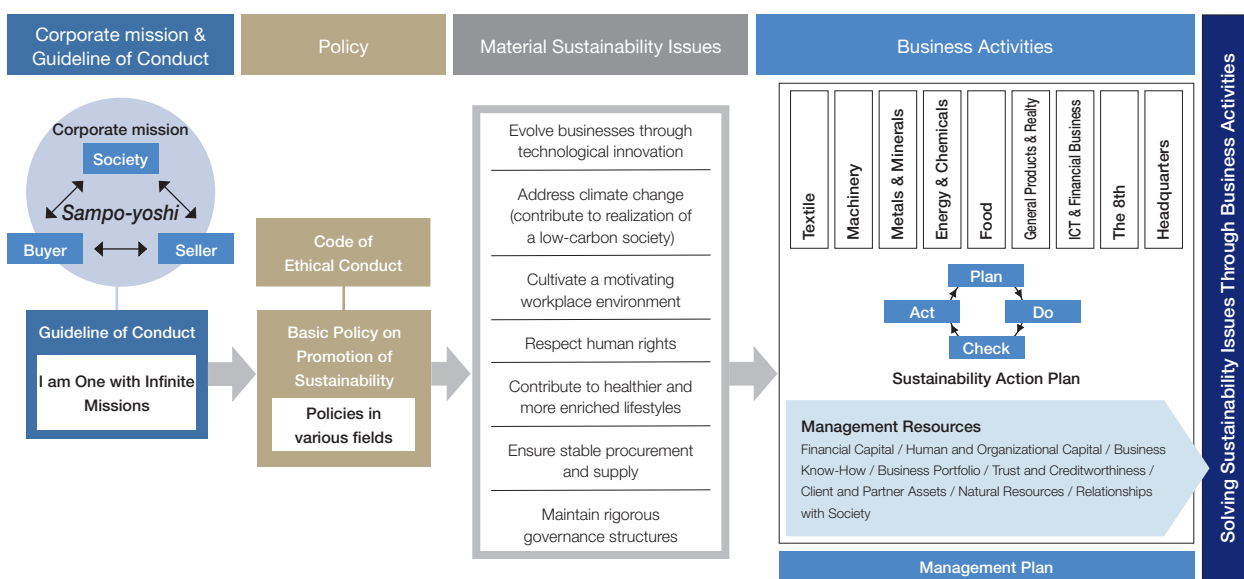 Corporate mission &
Guideline of Conduct
Policy
Material Sustainability Issues
Business Activities
Corporate mission
Society
Sampo-yoshi
Buyer
Seller
Guideline of Conduct
I am One with Infinite
Missions
Code of
Ethical Conduct
Basic Policy on
Promotion of
Sustainability
Policies in
various fields
Evolve businesses through
technological innovation
Address climate change
(contribute to realization of
a low-carbon society)
Cultivate a motivating
workplace environment
Respect human rights
Contribute to healthier and
more enriched lifestyles
Ensure stable procurement
and supply
Maintain rigorous
governance structures
Textile
Machinery
Metals & Minerals
Energy & Chemicals
Food
General Products & Realty
ICT & Financial Business
The 8th
Headquarters
Plan
Act
Do
Check
Sustainability Action Plan
Management Resources
Financial Capital / Human and Organizational Capital / Business
Know-How / Business Portfolio / Trust and Creditworthiness /
Client and Partner Assets / Natural Resources / Relationships
with Society
Management Plan
Solving Sustainability Issues Through Business Activities